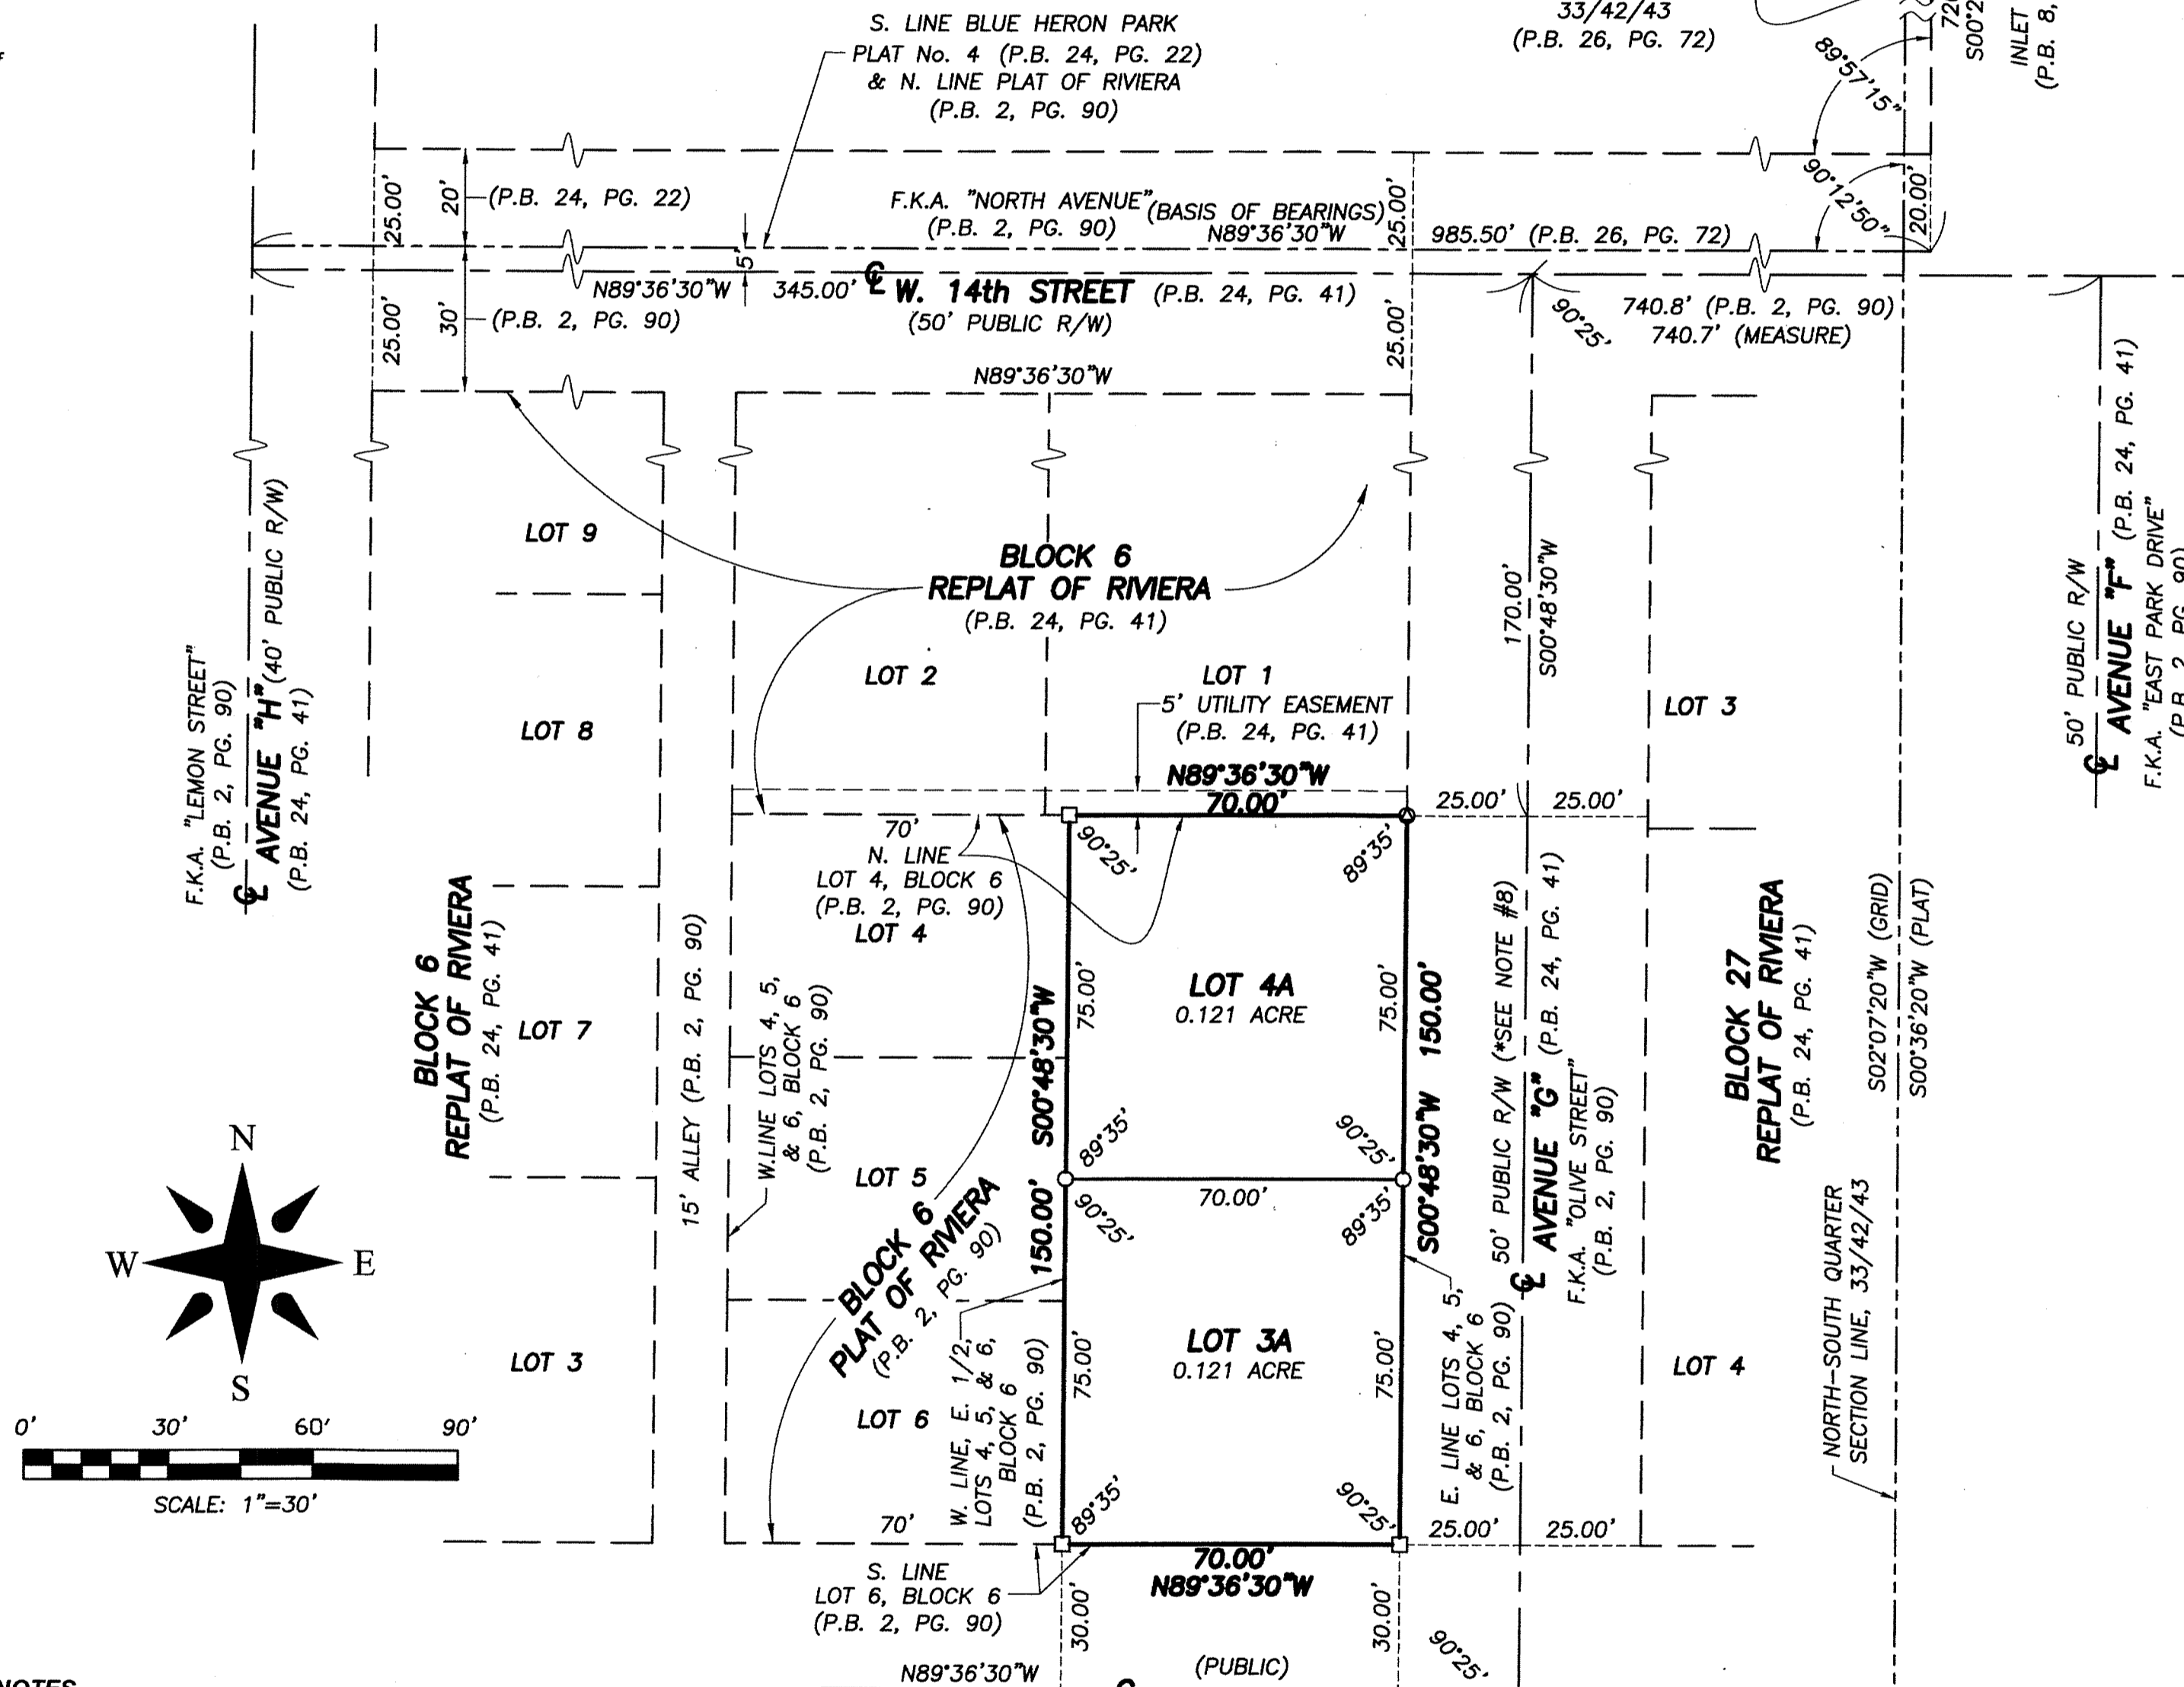 S. LINE BLUE HERON PARK
PLAT No. 4 (P.B. 24, PG. 22)
& N. LINE PLAT OF RIVIERA
(P.B. 2, PG. 90)
33/42/43
(P.B. 26, PG. 72)
89°57'15"
90°12'50"
20.00'
INLET
(P.B. 8,
25.00'
20'
(P.B. 24, PG. 22)
F.K.A. "NORTH AVENUE"
(P.B. 2, PG. 90)
(BASIS OF BEARINGS)
N89°36'30"W
25.00'
985.50' (P.B. 26, PG. 72)
5'
25.00'
30'
(P.B. 2, PG. 90)
N89°36'30"W 345.00'
W. 14th STREET (P.B. 24, PG. 41)
(50' PUBLIC R/W)
25.00'
90°25'
740.8' (P.B. 2, PG. 90)
740.7' (MEASURE)
N89°36'30"W
LOT 9
BLOCK 6
REPLAT OF RIVIERA
(P.B. 24, PG. 41)
170.00'
S00°48'30"W
F.K.A. "LEMON STREET"
(P.B. 2, PG. 90)
AVENUE "H" (40' PUBLIC R/W)
(P.B. 24, PG. 41)
50' PUBLIC R/W
AVENUE "F" (P.B. 24, PG. 41)
F.K.A. "EAST PARK DRIVE"
(P.B. 2, PG. 90)
LOT 8
LOT 2
LOT 1
5' UTILITY EASEMENT
(P.B. 24, PG. 41)
LOT 3
N89°36'30"W
70.00'
25.00'
25.00'
70'
N. LINE
LOT 4, BLOCK 6
(P.B. 2, PG. 90)
LOT 4
90°25'
89°35'
BLOCK 6
REPLAT OF RIVIERA
(P.B. 24, PG. 41)
LOT 7
15' ALLEY (P.B. 2, PG. 90)
W.LINE LOTS 4, 5,
& 6, BLOCK 6
(P.B. 2, PG. 90)
S00°48'30"W
150.00'
75.00'
LOT 4A
0.121 ACRE
75.00'
S00°48'30"W 150.00'
50' PUBLIC R/W (*SEE NOTE #8)
AVENUE "G" (P.B. 24, PG. 41)
F.K.A. "OLIVE STREET"
(P.B. 2, PG. 90)
BLOCK 27
REPLAT OF RIVIERA
(P.B. 24, PG. 41)
S02°07'20"W (GRID)
S00°36'20"W (PLAT)
89°35'
90°25'
LOT 5
70.00'
90°25'
89°35'
BLOCK 6
PLAT OF RIVIERA
(P.B. 2, PG. 90)
N
W
E
S
LOT 3
LOT 6
W. LINE, E. 1/2,
LOTS 4, 5, & 6,
BLOCK 6
(P.B. 2, PG. 90)
75.00'
LOT 3A
0.121 ACRE
75.00'
E. LINE LOTS 4, 5,
& 6, BLOCK 6
(P.B. 2, PG. 90)
LOT 4
NORTH-SOUTH QUARTER
SECTION LINE, 33/42/43
0' 30' 60' 90'
SCALE: 1"=30'
70'
89°35'
90°25'
25.00'
25.00'
70.00'
N89°36'30"W
S. LINE
LOT 6, BLOCK 6
(P.B. 2, PG. 90)
30.00'
30.00'
90°25'
N89°36'30"W
(PUBLIC)